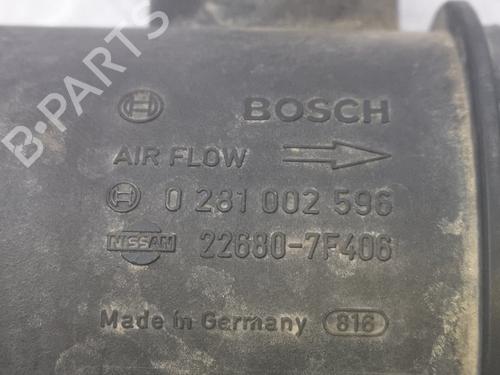 B-PARTS
BOSCH
AIR FLOW
0 281 002 596
NISSAN 22680-7F406
Made in Germany 816